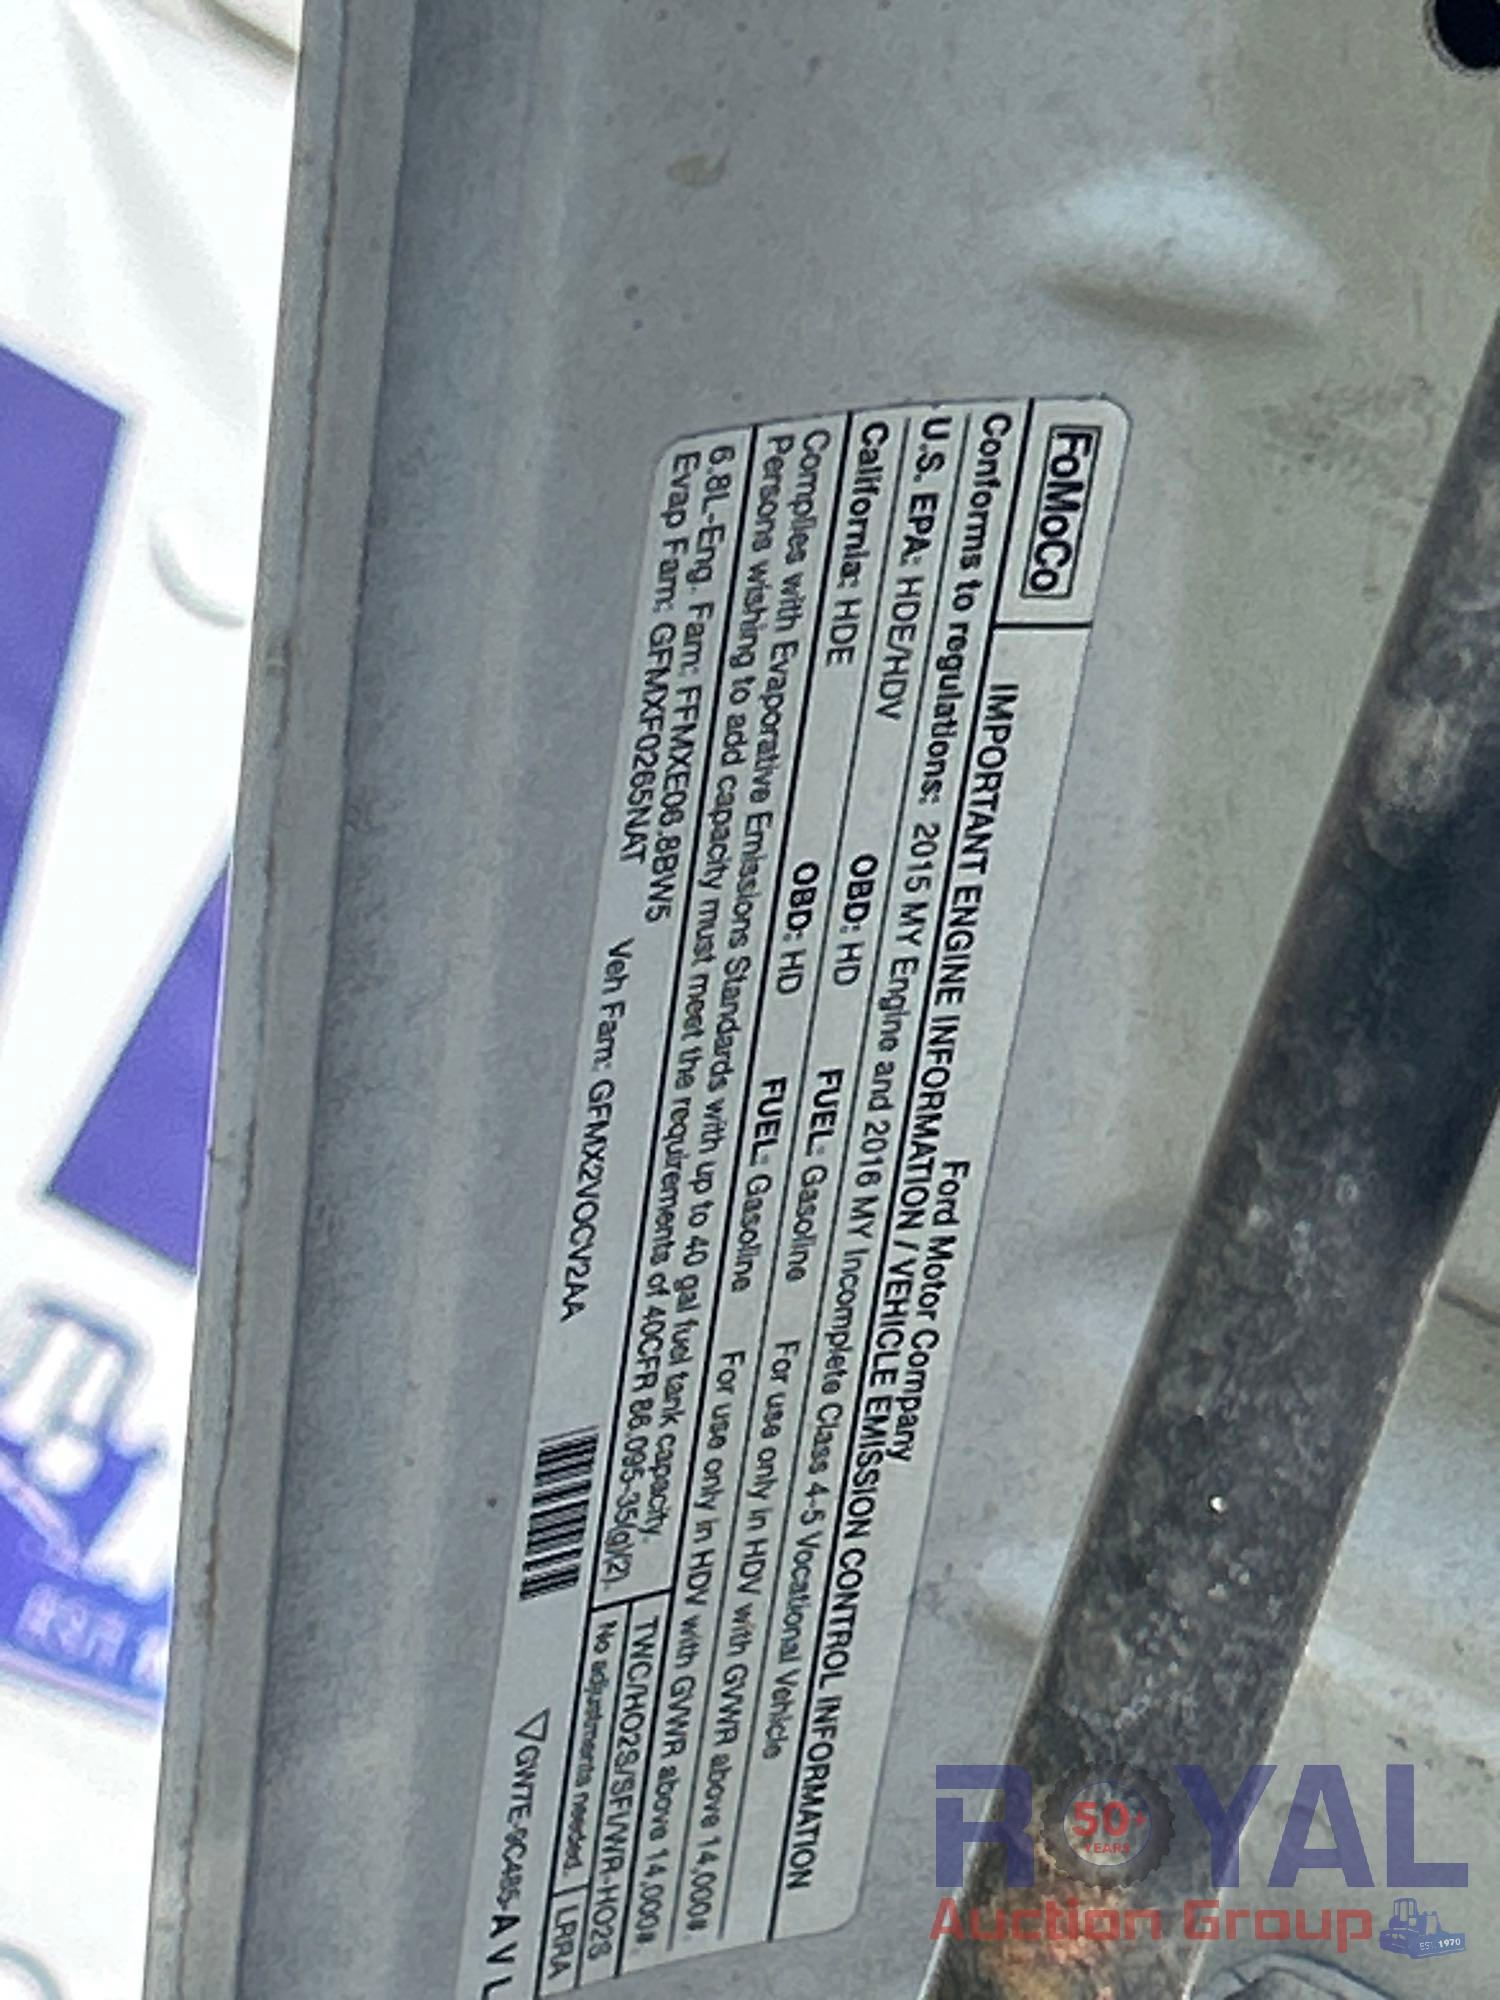 FoMoCo
Ford Motor Company
IMPORTANT ENGINE INFORMATION / VEHICLE EMISSION CONTROL INFORMATION
Conforms to regulations: 2015 MY Engine and 2016 MY Incomplete Class 4-5 Vocational Vehicle
U.S. EPA: HDE/HDV OBD: HD FUEL: Gasoline For use only in HDV with GVWR above 14,000#
California: HDE OBD: HD FUEL: Gasoline For use only in HDV with GVWR above 14,000#.
Complies with Evaporative Emissions Standards with up to 40 gal fuel tank capacity.
Persons wishing to add capacity must meet the requirements of 40CFR 86.095-35(g)(2).
TWC/HO2S/SFI/WR-HO2S
No adjustments needed.
LRRA
6.8L-Eng. Fam: FFMXE06.8BW5
Evap Fam: GFMXF0265NAT Veh Fam: GFMX2VOCV2AA
GW7E-9C485-AVL
ROYAL
50+
YEARS
Auction Group
EST. 1970